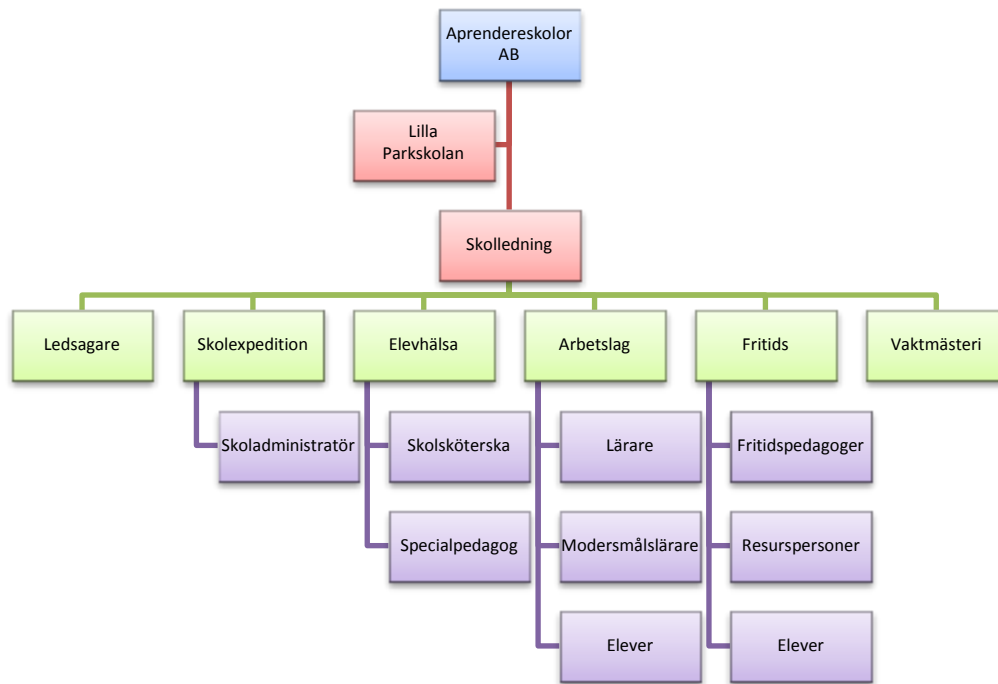 Aprendereskolor
AB
Lilla
Parkskolan
Skolledning
Ledsagare
Skolexpedition
Elevhälsa
Arbetslag
Fritids
Vaktmästeri
Skoladministratör
Skolsköterska
Lärare
Fritidspedagoger
Specialpedagog
Modersmålslärare
Resurspersoner
Elever
Elever